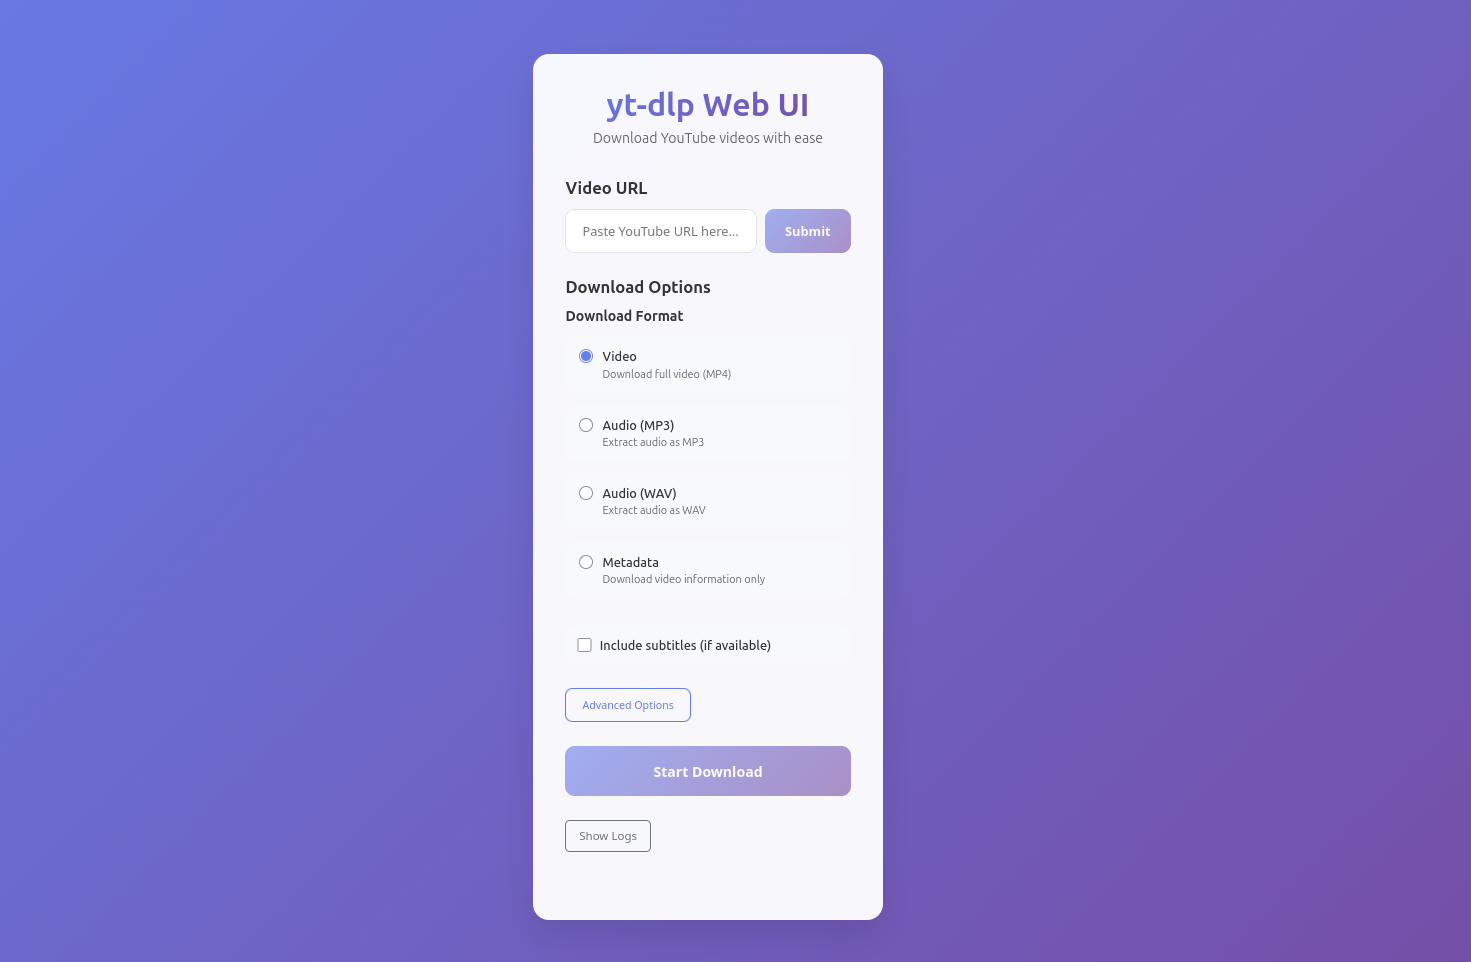 yt-dlp Web UI
Download YouTube videos with ease
Video URL
Paste YouTube URL here...
Submit
Download Options
Download Format
Video
Download full video (MP4)
Audio (MP3)
Extract audio as MP3
Audio (WAV)
Extract audio as WAV
Metadata
Download video information only
Include subtitles (if available)
Advanced Options
Start Download
Show Logs